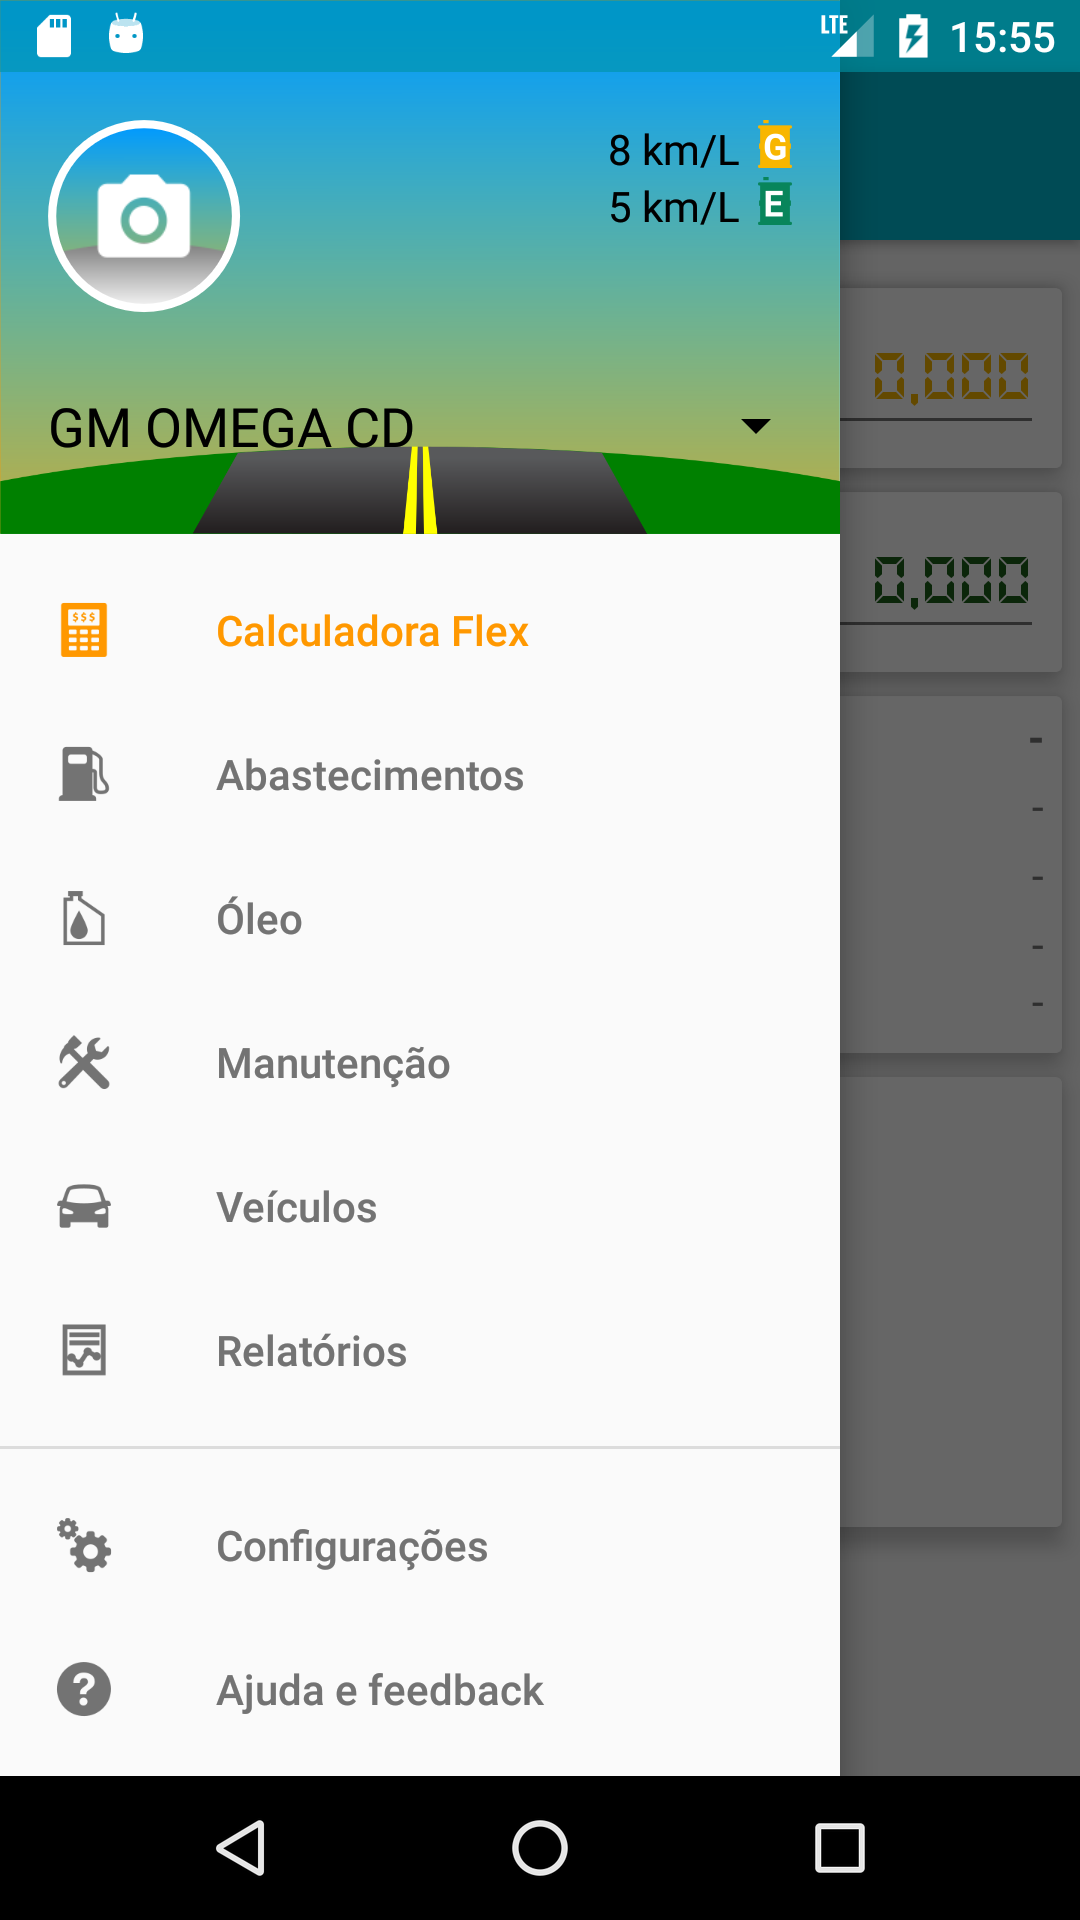 LTE 15:55
8 km/L G
5 km/L E
GM OMEGA CD
0,000
0,000
-
-
-
-
-
$$$
Calculadora Flex
Abastecimentos
Óleo
Manutenção
Veículos
Relatórios
Configurações
? Ajuda e feedback